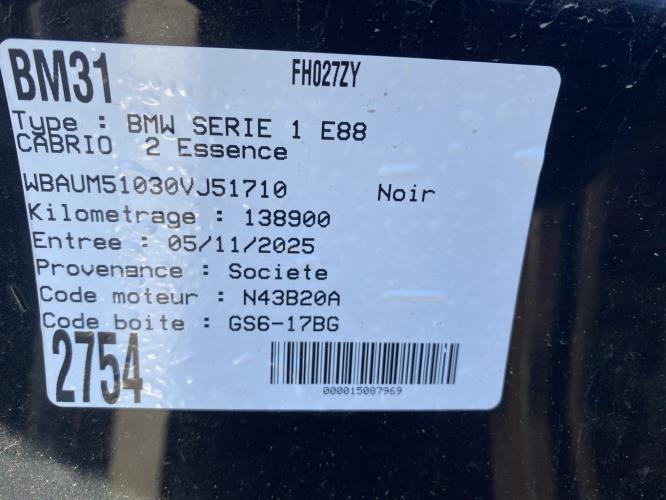 BM31 FH027ZY
Type : BMW SERIE 1 E88
CABRIO 2 Essence
WBAUM51030VJ51710 Noir
Kilometrage : 138900
Entree : 05/11/2025
Provenance : Societe
Code moteur : N43B20A
Code boite : GS6-17BG
2754
000015087969